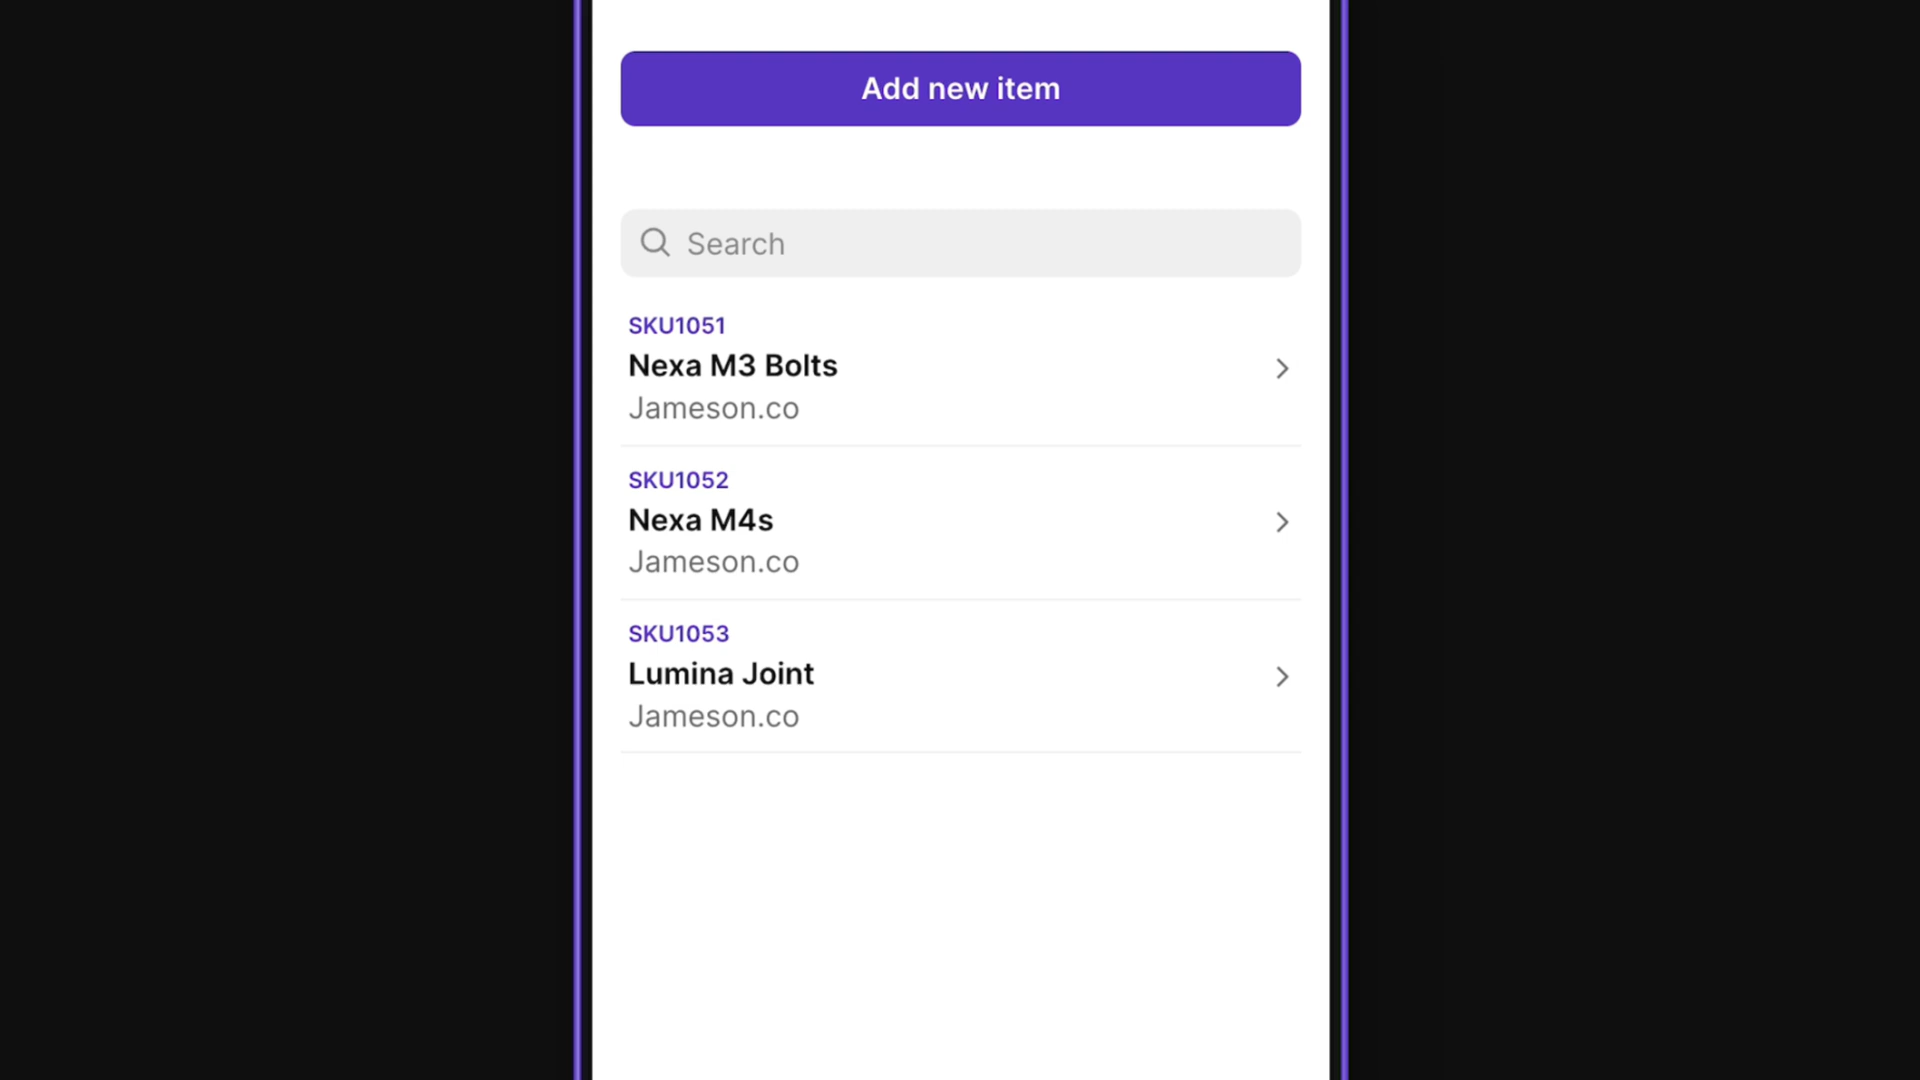 Add new item
Search
SKU1051
Nexa M3 Bolts
Jameson.co
SKU1052
Nexa M4s
Jameson.co
SKU1053
Lumina Joint
Jameson.co